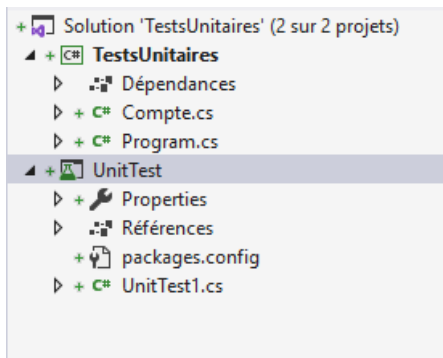 Solution 'TestsUnitaires' (2 sur 2 projets)
C# TestsUnitaires
Dépendances
C# Compte.cs
C# Program.cs
UnitTest
Properties
Références
packages.config
C# UnitTest1.cs